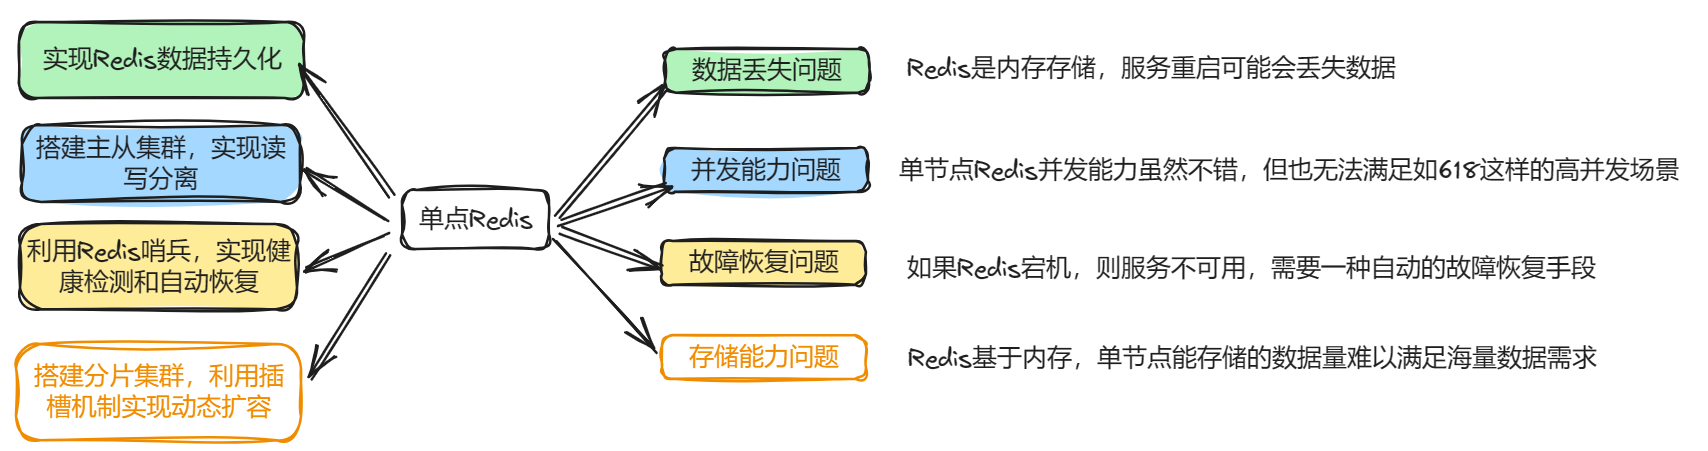 实现Redis数据持久化
搭建主从集群，实现读
写分离
利用Redis哨兵，实现健
康检测和自动恢复
搭建分片集群，利用插
槽机制实现动态扩容
单点Redis
数据丢失问题
Redis是内存存储，服务重启可能会丢失数据
并发能力问题
单节点Redis并发能力虽然不错，但也无法满足如618这样的高并发场景
故障恢复问题
如果Redis宕机，则服务不可用，需要一种自动的故障恢复手段
存储能力问题
Redis基于内存，单节点能存储的数据量难以满足海量数据需求